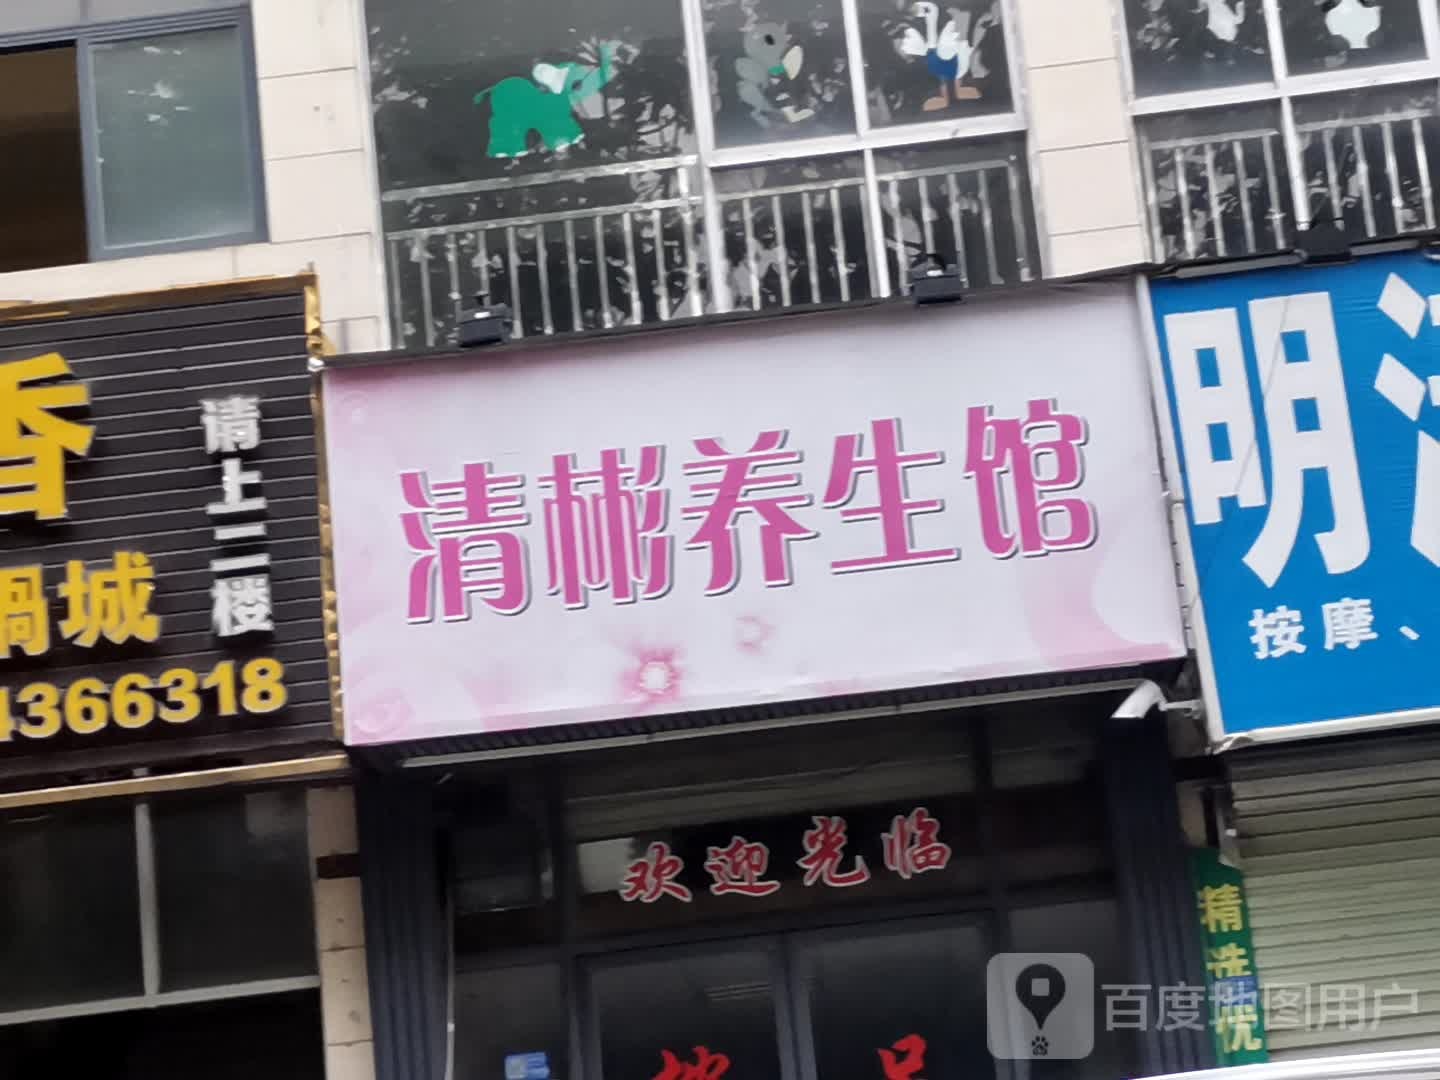 香
请上二楼
锅城
4366318
清彬养生馆
明
按摩、
欢迎光临
精洗
百度地图用户